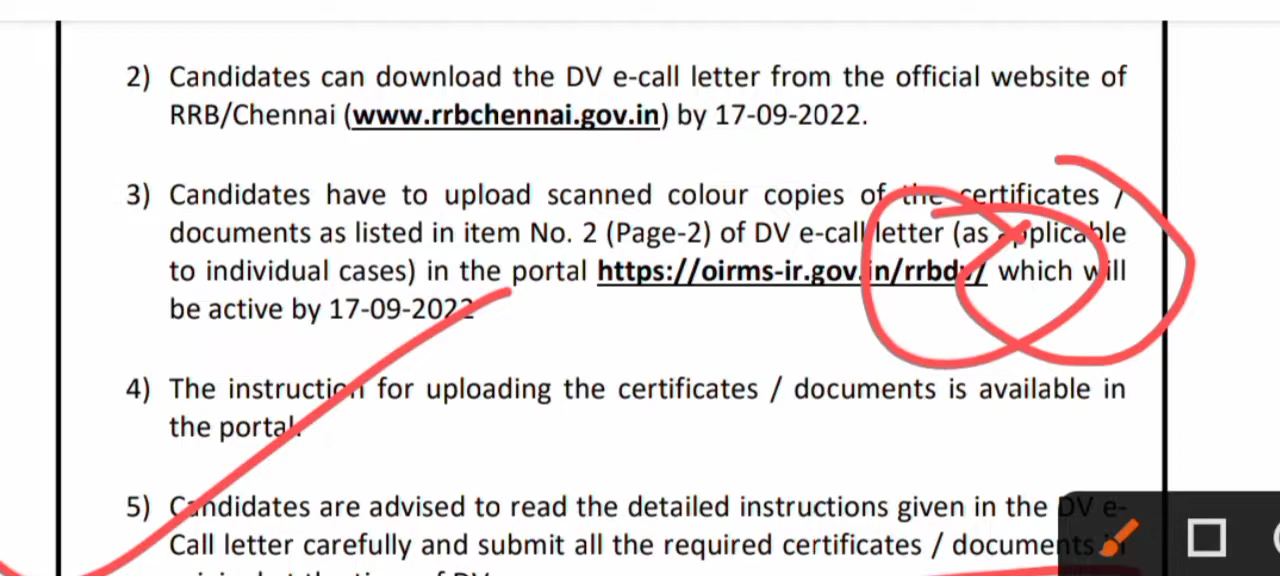 2) Candidates can download the DV e-call letter from the official website of
RRB/Chennai (www.rrbchennai.gov.in) by 17-09-2022.
3) Candidates have to upload scanned colour copies of the certificates /
documents as listed in item No. 2 (Page-2) of DV e-call letter (as applicable
to individual cases) in the portal https://oirms-ir.gov.in/rrbdv/ which will
be active by 17-09-2022
4) The instruction for uploading the certificates / documents is available in
the portal.
5) Candidates are advised to read the detailed instructions given in the DV e-
Call letter carefully and submit all the required certificates / documents in